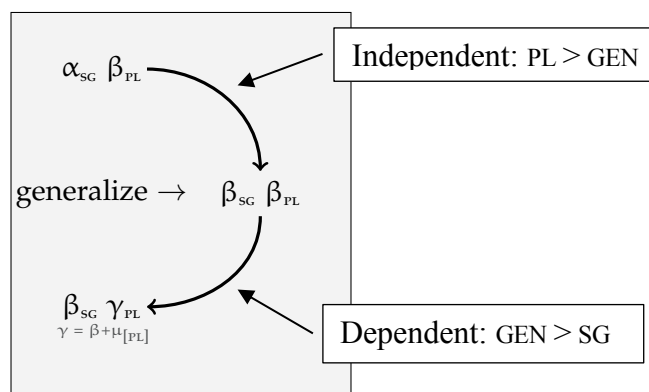 Independent: PL > GEN
α_SG β_PL
generalize → β_SG β_PL
β_SG γ_PL
γ = β+μ_[PL]
Dependent: GEN > SG